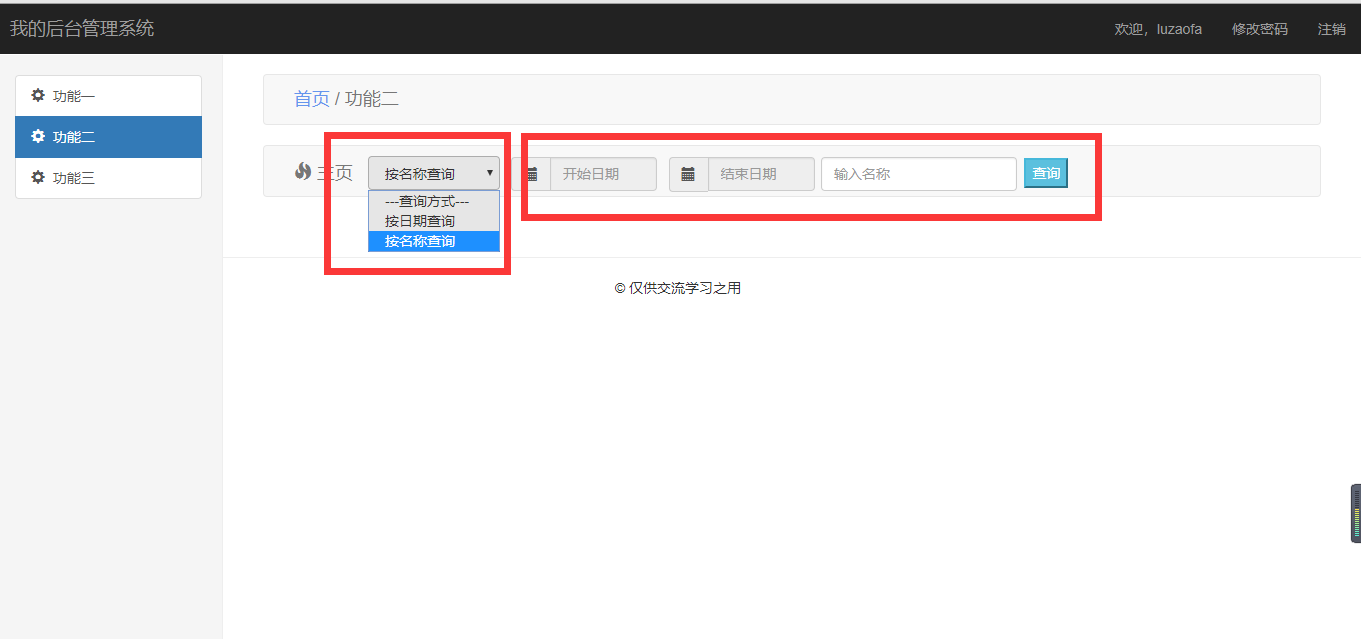 我的后台管理系统
欢迎，luzaofa 修改密码 注销
功能一
功能二
功能三
首页 / 功能二
主页 按名称查询 开始日期 结束日期 输入名称 查询
---查询方式---
按日期查询
按名称查询
© 仅供交流学习之用